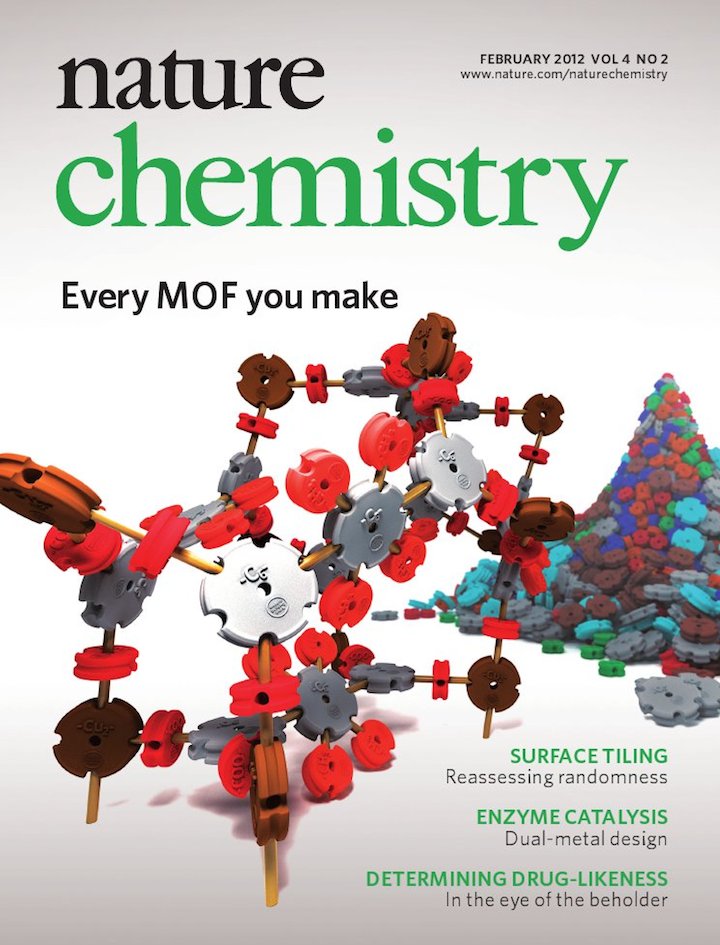 nature
FEBRUARY 2012 VOL 4 NO 2
www.nature.com/naturechemistry
chemistry
Every MOF you make
SURFACE TILING
Reassessing randomness
ENZYME CATALYSIS
Dual-metal design
DETERMINING DRUG-LIKENESS
In the eye of the beholder